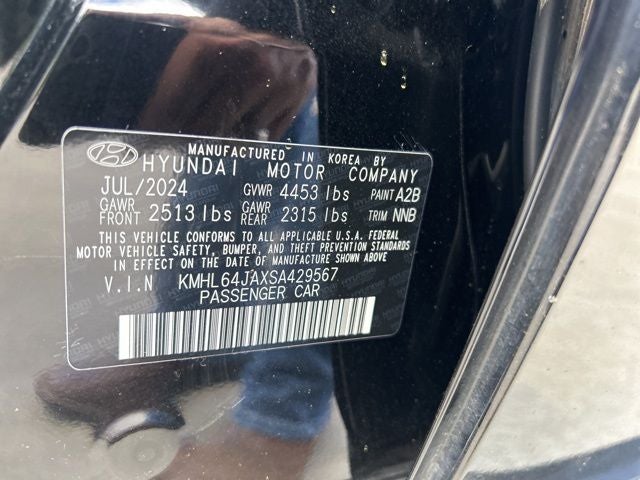 MANUFACTURED IN KOREA BY
HYUNDAI MOTOR COMPANY
JUL/2024 GVWR 4453 lbs PAINT A2B
GAWR FRONT 2513 lbs GAWR REAR 2315 lbs TRIM NNB
THIS VEHICLE CONFORMS TO ALL APPLICABLE U.S.A. FEDERAL
MOTOR VEHICLE SAFETY, BUMPER, AND THEFT PREVENTION STANDARDS
IN EFFECT ON THE DATE OF MANUFACTURE SHOWN ABOVE.
V.I.N KMHL64JAXSA429567
PASSENGER CAR